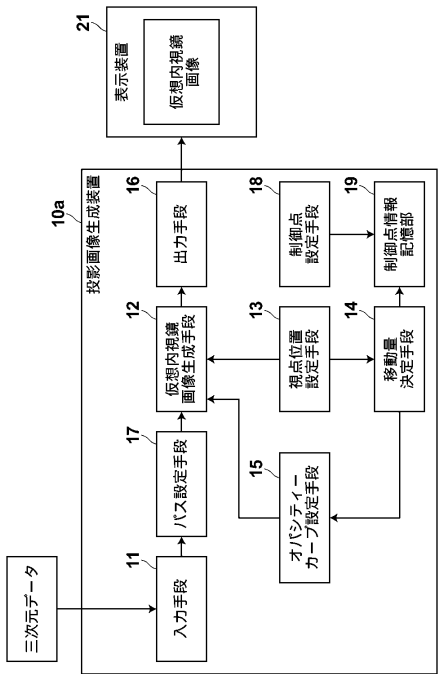 三次元データ
10a
投影画像生成装置
11
入力手段
17
パス設定手段
12
仮想内視鏡
画像生成手段
16
出力手段
21
表示装置
仮想内視鏡
画像
15
オパシティー
カーブ設定手段
13
視点位置
設定手段
18
制御点
設定手段
14
移動量
決定手段
19
制御点情報
記憶部